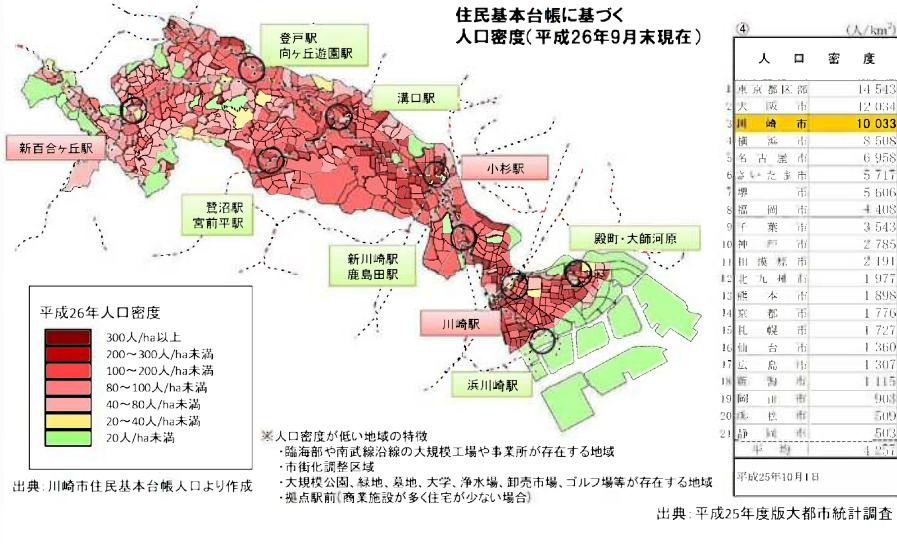 住民基本台帳に基づく
人口密度(平成26年9月末現在)
登戸駅
向ヶ丘遊園駅
溝口駅
新百合ヶ丘駅
小杉駅
鷺沼駅
宮前平駅
新川崎駅
鹿島田駅
殿町・大師河原
川崎駅
浜川崎駅
平成26年人口密度
300人/ha以上
200～300人/ha未満
100～200人/ha未満
80～100人/ha未満
40～80人/ha未満
20～40人/ha未満
20人/ha未満
出典:川崎市住民基本台帳人口より作成
※人口密度が低い地域の特徴
・臨海部や南武線沿線の大規模工場や事業所が存在する地域
・市街化調整区域
・大規模公園、緑地、墓地、大学、浄水場、卸売市場、ゴルフ場等が存在する地域
・拠点駅前(商業施設が多く住宅が少ない場合)
④ (人/km²)
人口密度
1 東京都区部 14 543
2 大阪市 12 034
3 川崎市 10 033
4 横浜市 8 508
5 名古屋市 6 958
6 さいたま市 5 717
7 堺市 5 606
8 福岡市 4 408
9 千葉市 3 543
10 神戸市 2 785
11 相模原市 2 191
12 北九州市 1 977
13 熊本市 1 898
14 京都市 1 776
15 札幌市 1 727
16 仙台市 1 360
17 広島市 1 307
18 新潟市 1 115
19 岡山市 903
20 浜松市 509
21 静岡市 503
平均 4 257
平成25年10月1日
出典:平成25年度版大都市統計調査